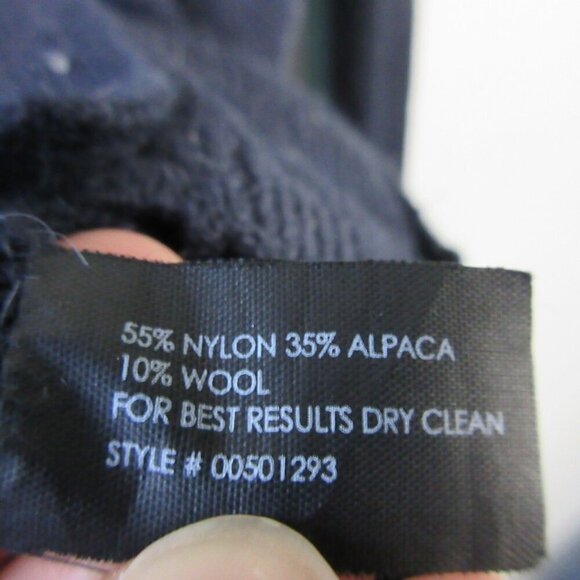 55% NYLON 35% ALPACA
10% WOOL
FOR BEST RESULTS DRY CLEAN
STYLE # 00501293